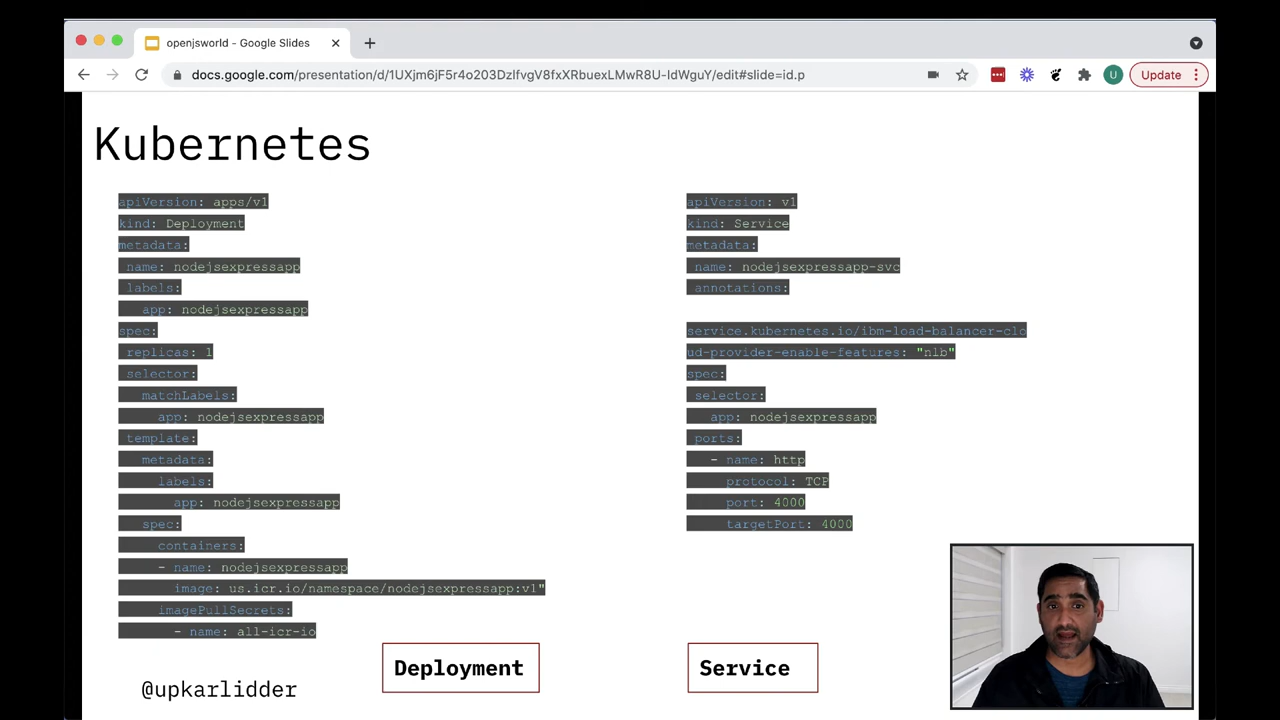 openjsworld - Google Slides
docs.google.com/presentation/d/1UXjm6jF5r4o203DzIfvgV8fxXRbuexLMwR8U-IdWguY/edit#slide=id.p
U
Update
Kubernetes
apiVersion: apps/v1
kind: Deployment
metadata:
name: nodejsexpressapp
labels:
app: nodejsexpressapp
spec:
replicas: 1
selector:
matchLabels:
app: nodejsexpressapp
template:
metadata:
labels:
app: nodejsexpressapp
spec:
containers:
- name: nodejsexpressapp
image: us.icr.io/namespace/nodejsexpressapp:v1"
imagePullSecrets:
- name: all-icr-io
apiVersion: v1
kind: Service
metadata:
name: nodejsexpressapp-svc
annotations:
service.kubernetes.io/ibm-load-balancer-clo
ud-provider-enable-features: "nlb"
spec:
selector:
app: nodejsexpressapp
ports:
- name: http
protocol: TCP
port: 4000
targetPort: 4000
Deployment
Service
@upkarlidder